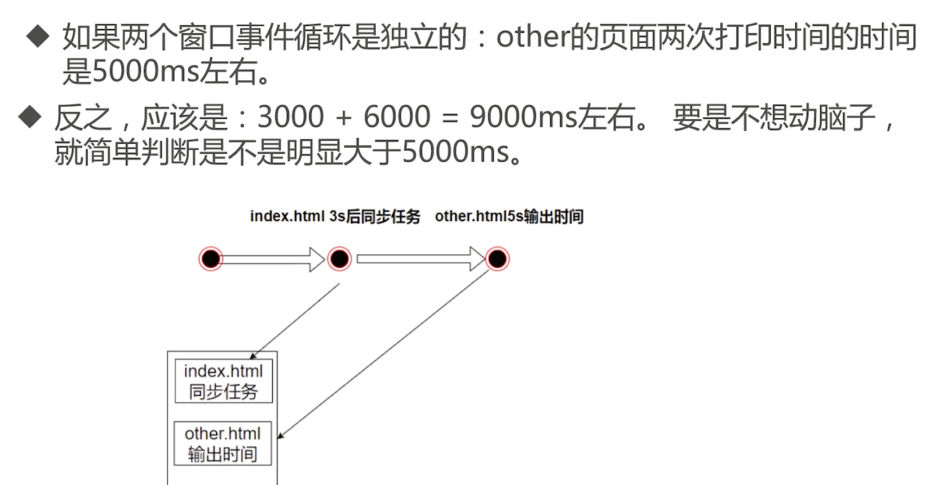 ◆ 如果两个窗口事件循环是独立的：other的页面两次打印时间的时间
是5000ms左右。
◆ 反之，应该是：3000 + 6000 = 9000ms左右。 要是不想动脑子，
就简单判断是不是明显大于5000ms。
index.html 3s后同步任务 other.html5s输出时间
index.html
同步任务
other.html
输出时间